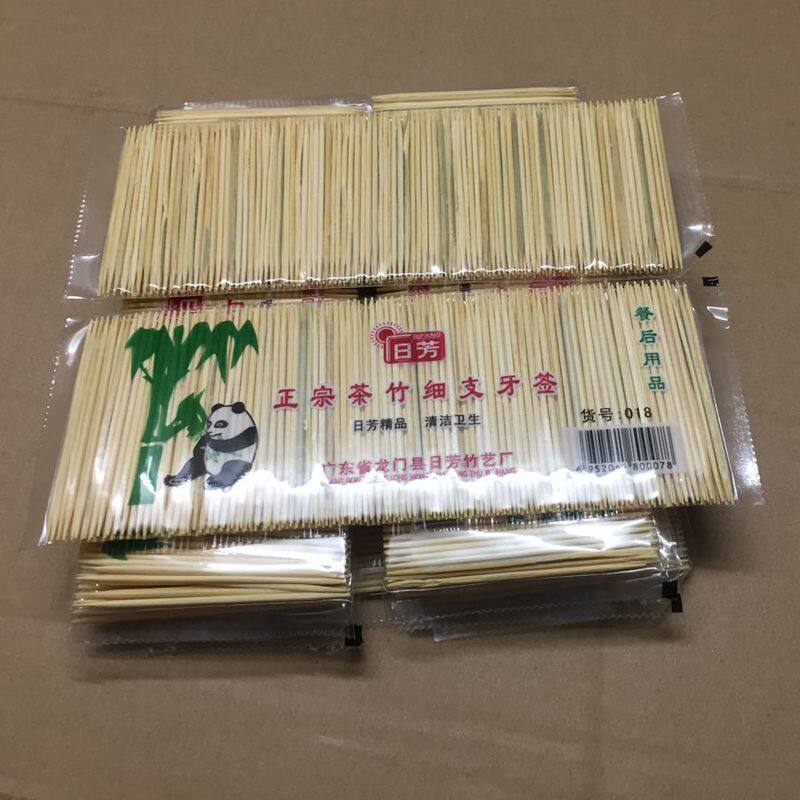 日芳
正宗茶竹细支牙签
日芳精品 清洁卫生
广东省龙门县日芳竹艺厂
餐后用品
货号:018